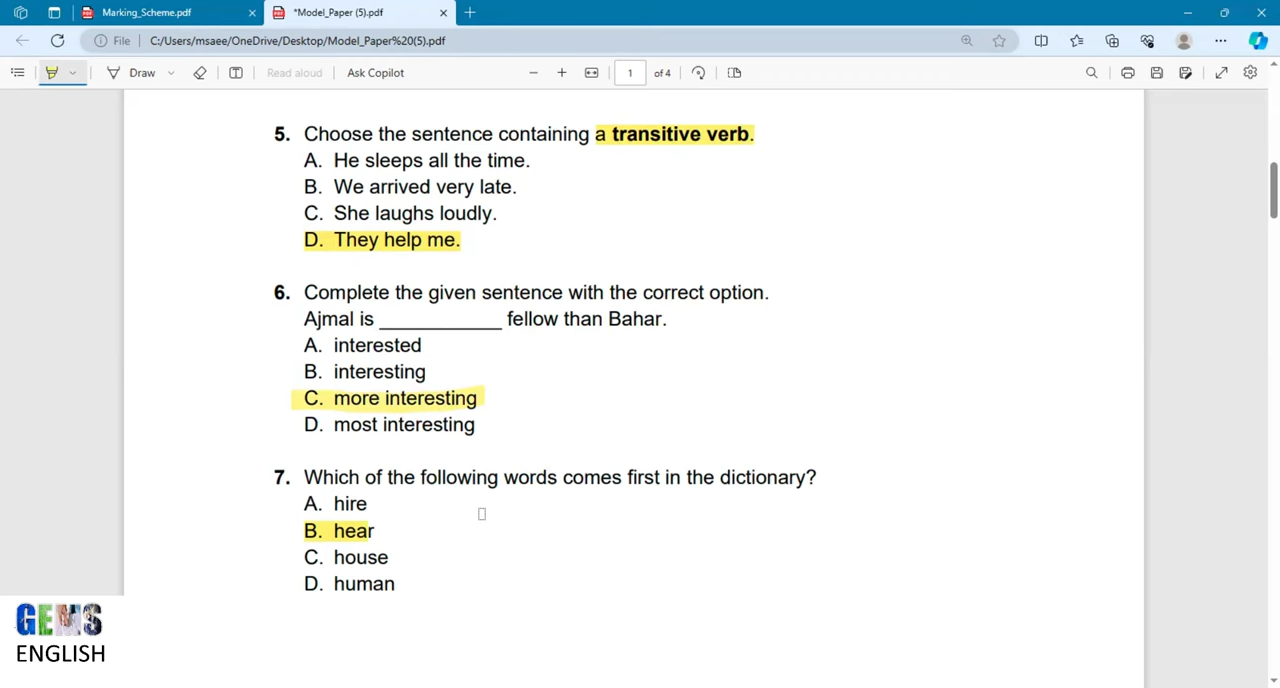 Marking_Scheme.pdf
*Model_Paper (5).pdf
File
C:/Users/msaee/OneDrive/Desktop/Model_Paper%20(5).pdf
Draw
Read aloud
Ask Copilot
1
of 4
5. Choose the sentence containing a transitive verb.
A. He sleeps all the time.
B. We arrived very late.
C. She laughs loudly.
D. They help me.
6. Complete the given sentence with the correct option.
Ajmal is ___________ fellow than Bahar.
A. interested
B. interesting
C. more interesting
D. most interesting
7. Which of the following words comes first in the dictionary?
A. hire
B. hear
C. house
D. human
GEMS
ENGLISH